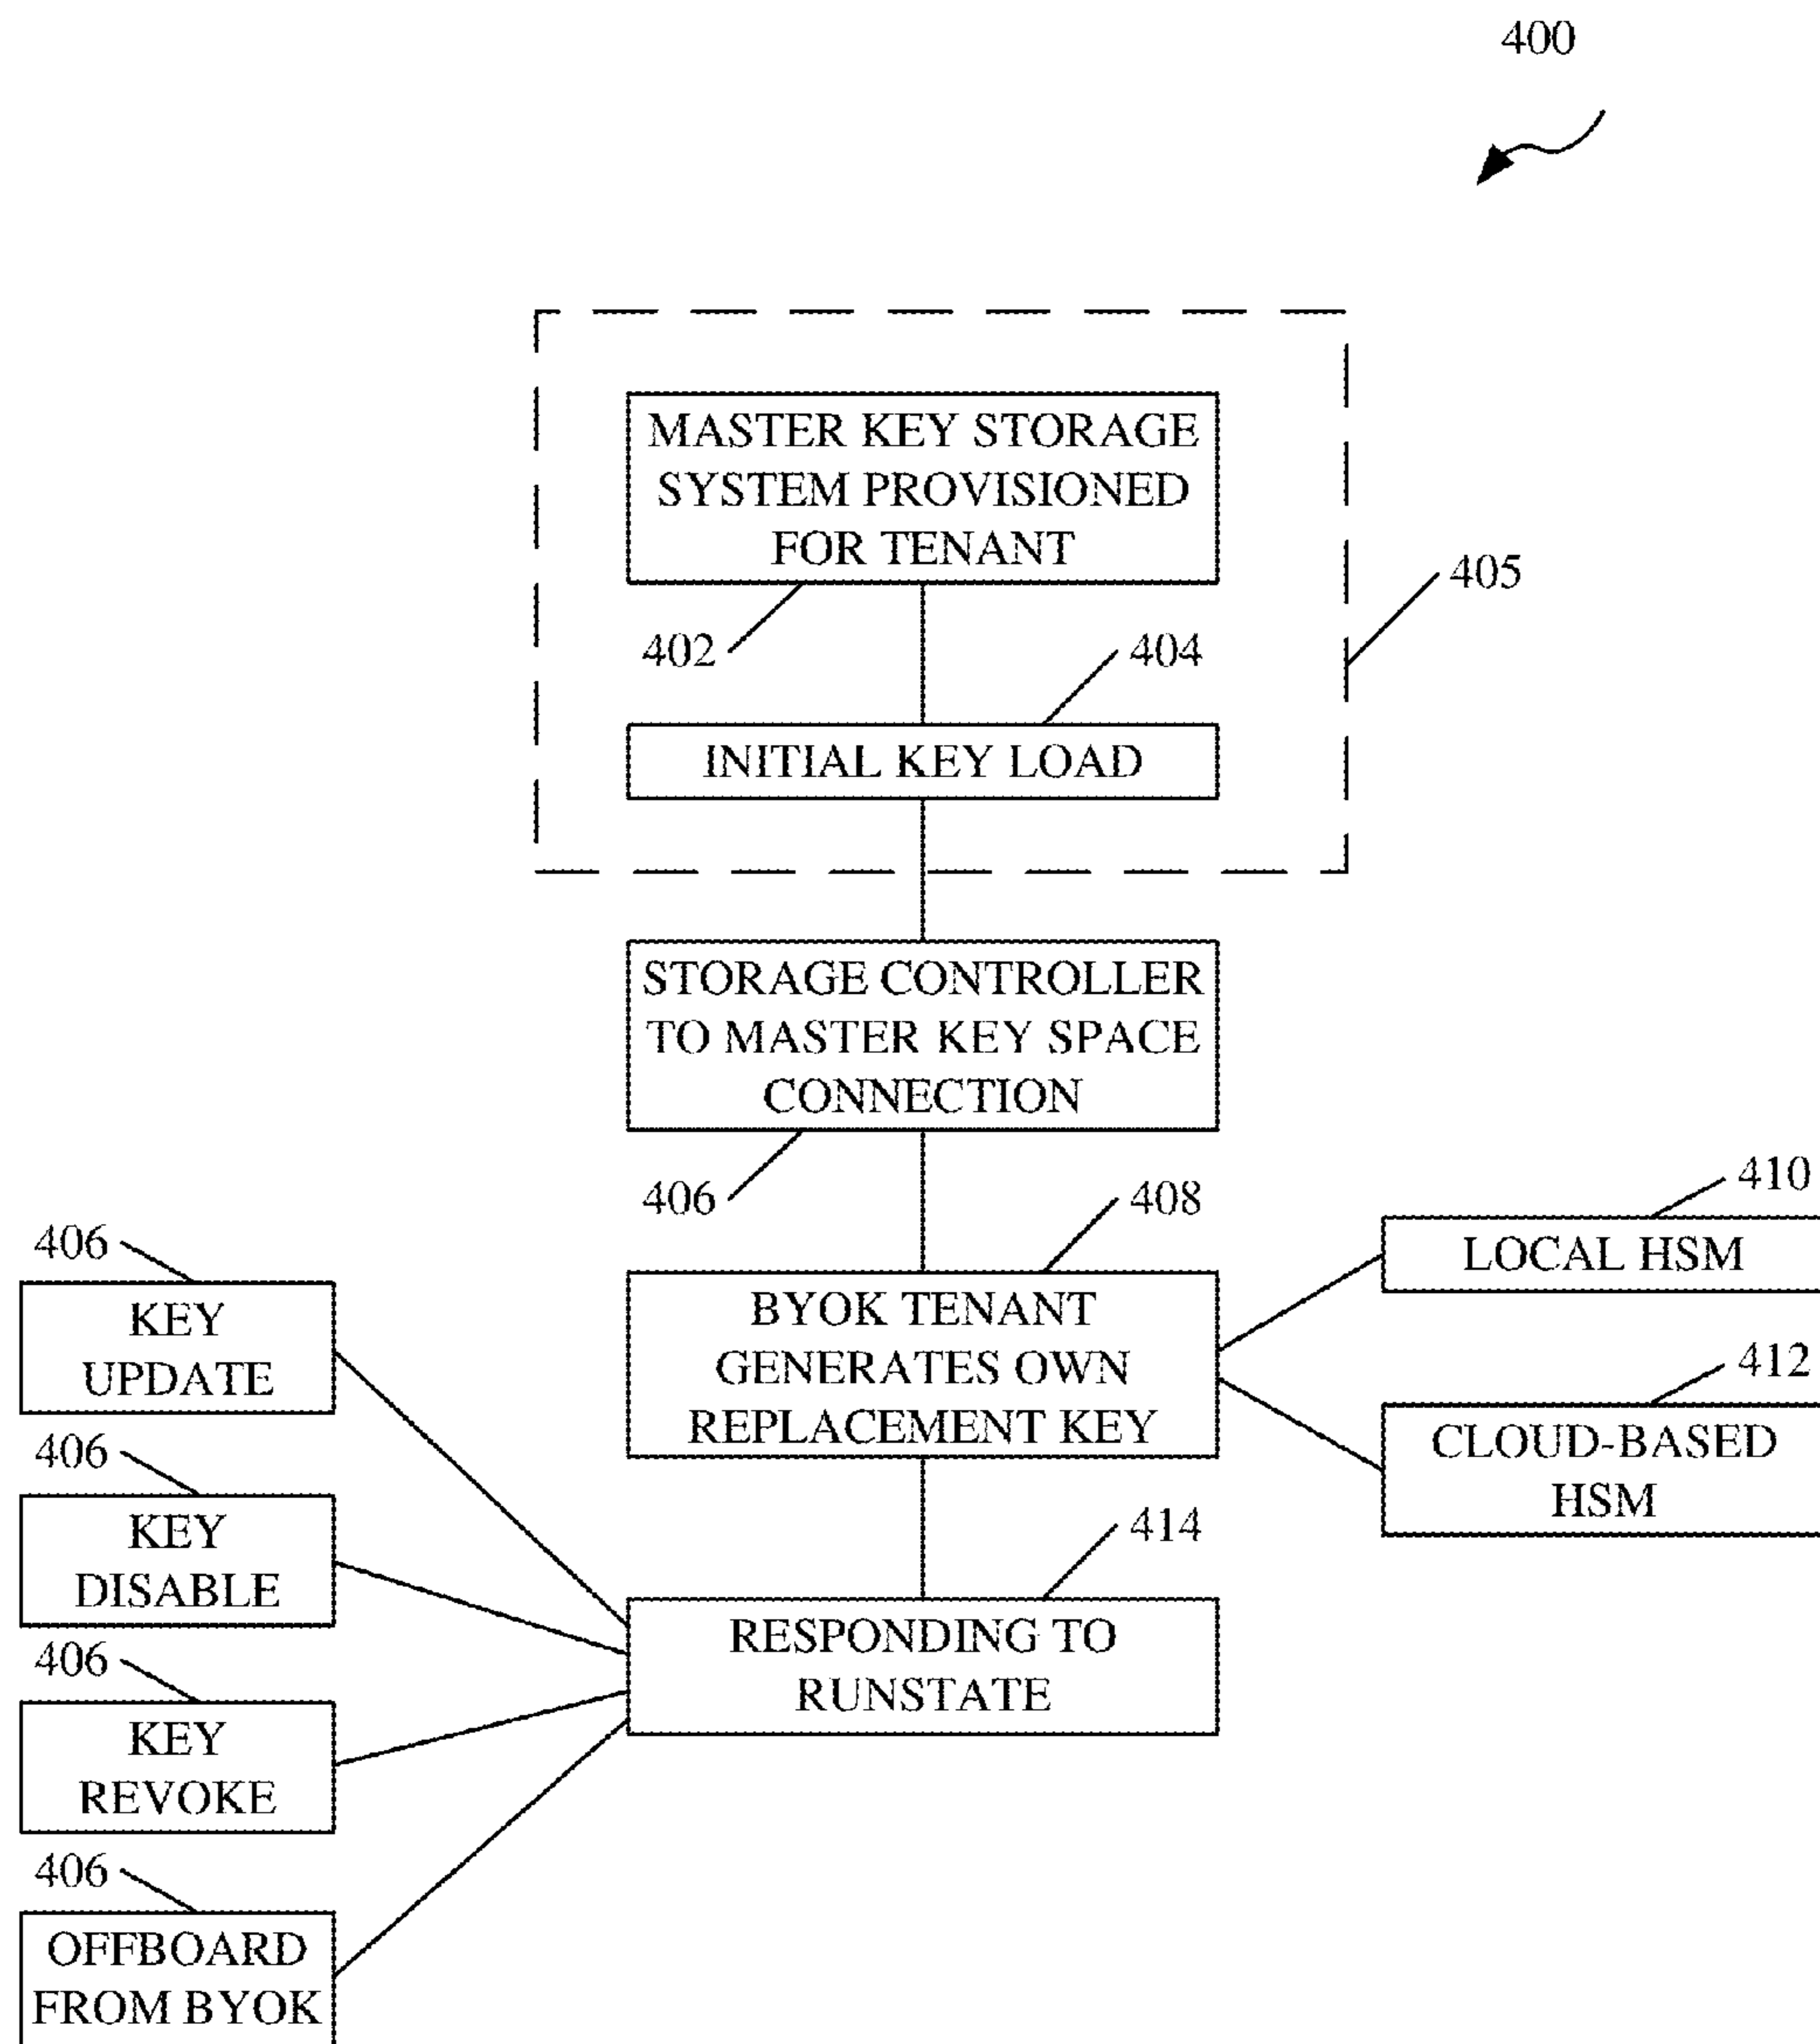 400
MASTER KEY STORAGE
SYSTEM PROVISIONED
FOR TENANT
405
402
404
INITIAL KEY LOAD
STORAGE CONTROLLER
TO MASTER KEY SPACE
CONNECTION
406
408
410
LOCAL HSM
406
KEY
UPDATE
BYOK TENANT
GENERATES OWN
REPLACEMENT KEY
412
CLOUD-BASED
HSM
406
KEY
DISABLE
414
RESPONDING TO
RUNSTATE
406
KEY
REVOKE
406
OFFBOARD
FROM BYOK